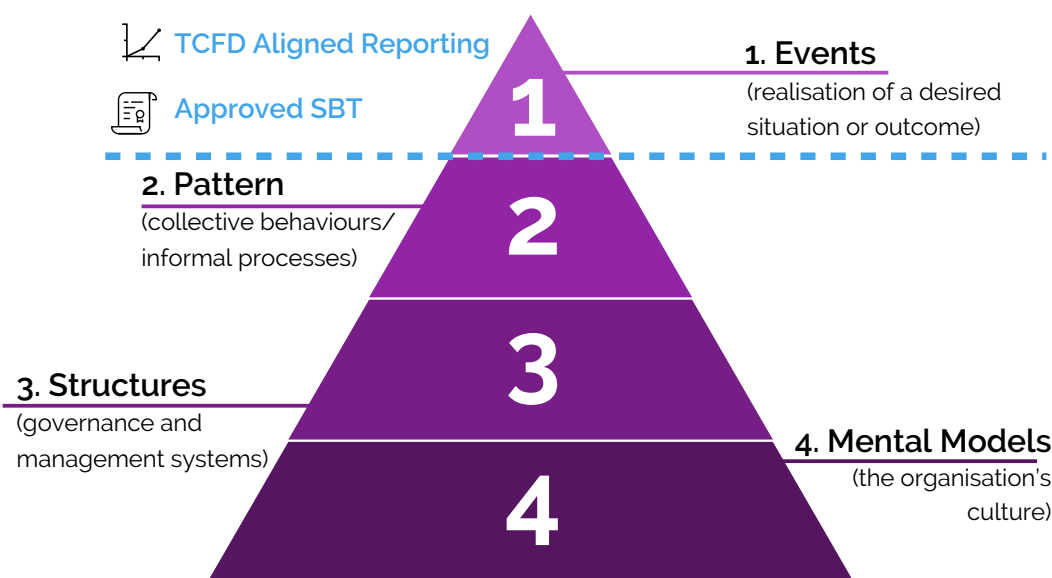 TCFD Aligned Reporting
Approved SBT
1
1. Events
(realisation of a desired
situation or outcome)
2. Pattern
(collective behaviours/
informal processes)
2
3
3. Structures
(governance and
management systems)
4. Mental Models
(the organisation's
culture)
4